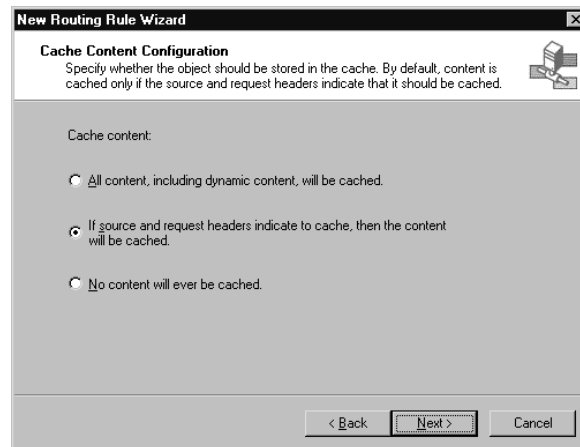 New Routing Rule Wizard
Cache Content Configuration
Specify whether the object should be stored in the cache. By default, content is
cached only if the source and request headers indicate that it should be cached.
Cache content:
All content, including dynamic content, will be cached.
If source and request headers indicate to cache, then the content
will be cached.
No content will ever be cached.
< Back
Next >
Cancel